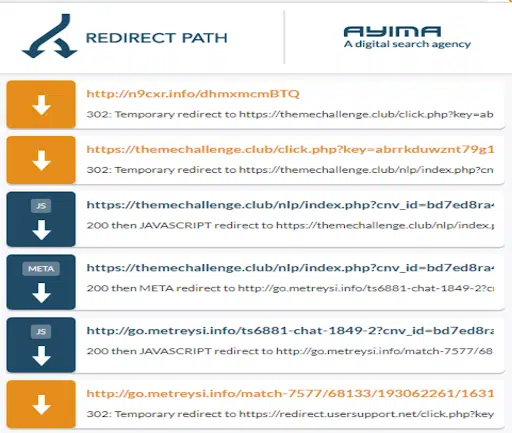 REDIRECT PATH
AYIMA
A digital search agency
http://n9cxr.info/dhmxmcmBTQ
302: Temporary redirect to https://themechallenge.club/click.php?key=ab
https://themechallenge.club/click.php?key=abrrkduwznt79g1
302: Temporary redirect to https://themechallenge.club/nlp/index.php?cn
JS
https://themechallenge.club/nlp/index.php?cnv_id=bd7ed8ra
200 then JAVASCRIPT redirect to https://themechallenge.club/nlp/index.p
META
https://themechallenge.club/nlp/index.php?cnv_id=bd7ed8ra
200 then META redirect to http://go.metreysi.info/ts6881-chat-1849-2?c
JS
http://go.metreysi.info/ts6881-chat-1849-2?cnv_id=bd7ed8ra
200 then JAVASCRIPT redirect to http://go.metreysi.info/match-7577/68
http://go.metreysi.info/match-7577/68133/193062261/1631
302: Temporary redirect to https://redirect.usersupport.net/click.php?key